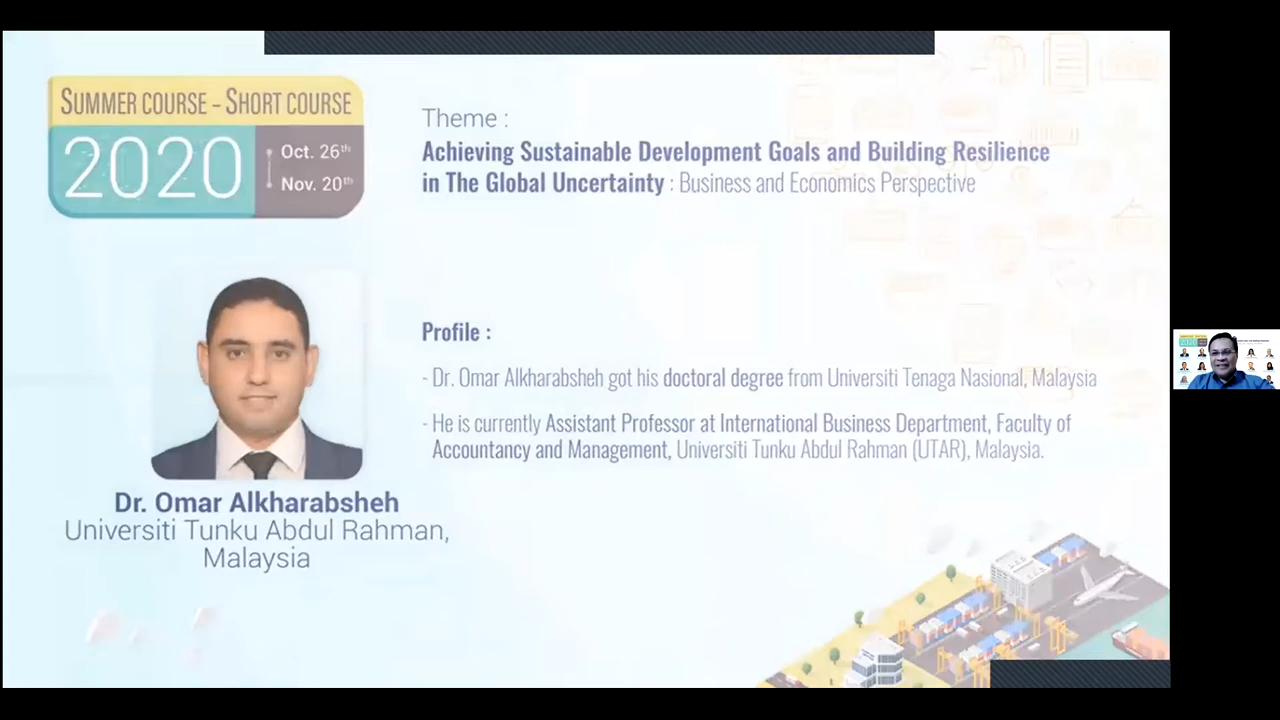 SUMMER COURSE - SHORT COURSE
2020
Oct. 26th
Nov. 20th
Theme :
Achieving Sustainable Development Goals and Building Resilience
in The Global Uncertainty : Business and Economics Perspective
Profile :
- Dr. Omar Alkharabsheh got his doctoral degree from Universiti Tenaga Nasional, Malaysia
- He is currently Assistant Professor at International Business Department, Faculty of
Accountancy and Management, Universiti Tunku Abdul Rahman (UTAR), Malaysia.
Dr. Omar Alkharabsheh
Universiti Tunku Abdul Rahman,
Malaysia